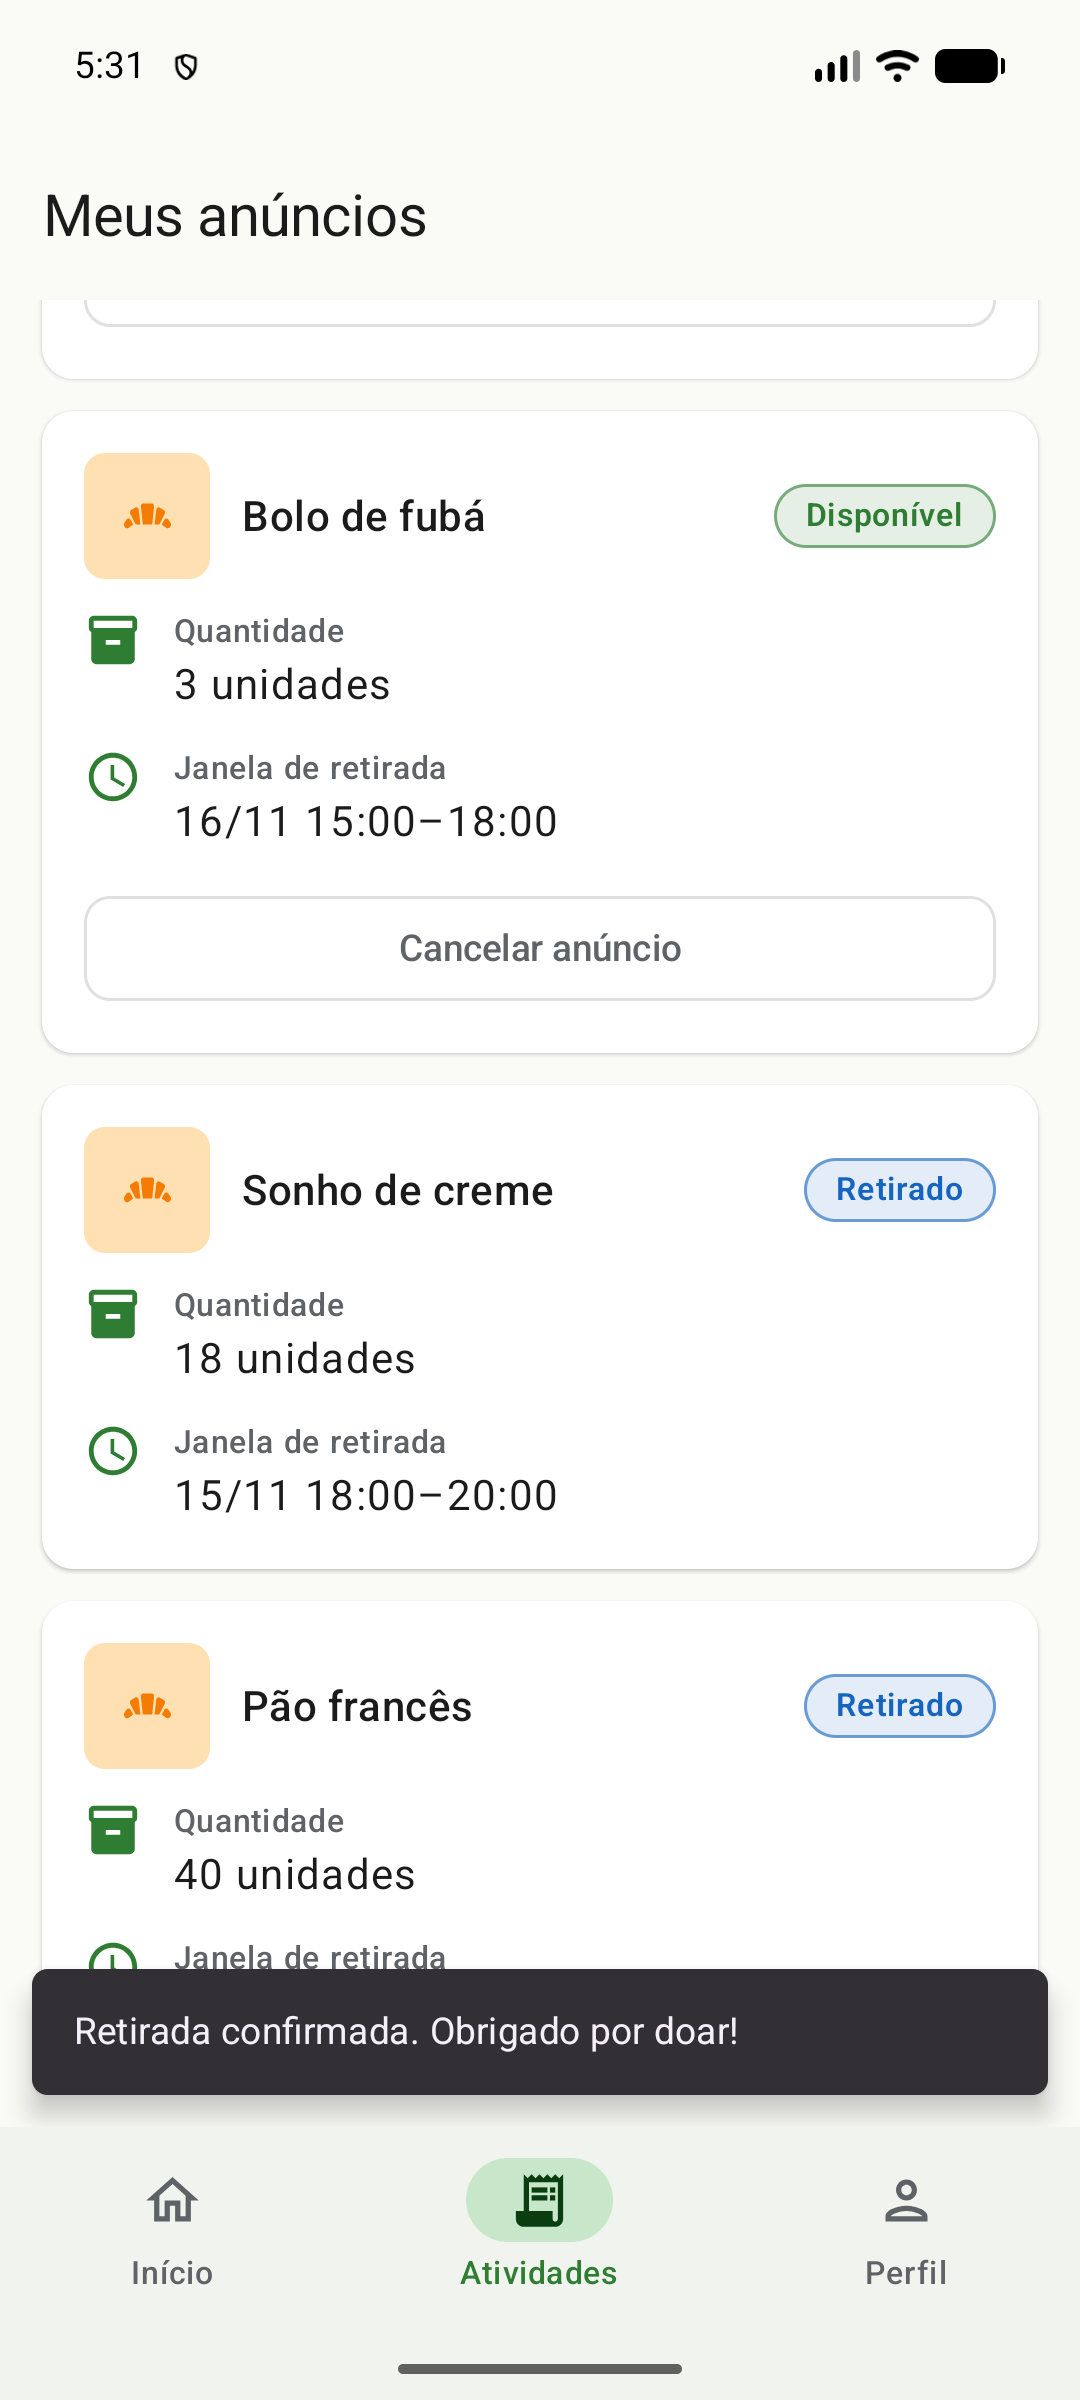 5:31
Meus anúncios
Bolo de fubá
Disponível
Quantidade
3 unidades
Janela de retirada
16/11 15:00–18:00
Cancelar anúncio
Sonho de creme
Retirado
Quantidade
18 unidades
Janela de retirada
15/11 18:00–20:00
Pão francês
Retirado
Quantidade
40 unidades
Janela de retirada
Retirada confirmada. Obrigado por doar!
Início
Atividades
Perfil